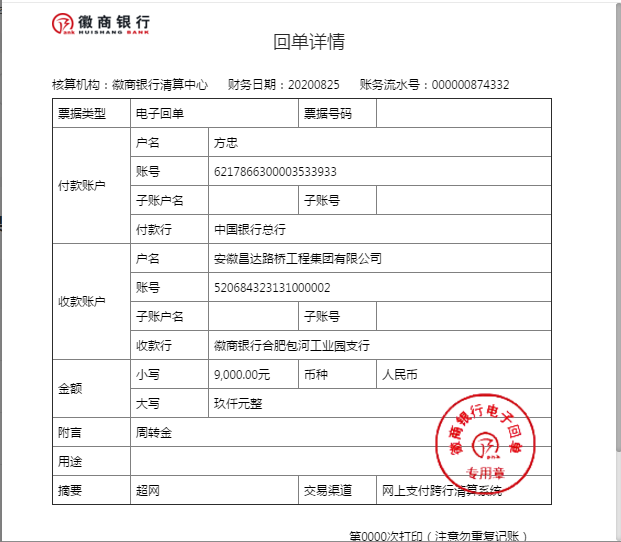 徽商银行
HUISHANG BANK
回单详情
核算机构：徽商银行清算中心 财务日期：20200825 账务流水号：000000874332
票据类型 电子回单 票据号码
付款账户
户名 方忠
账号 6217866300003533933
子账户名 子账号
付款行 中国银行总行
收款账户
户名 安徽昌达路桥工程集团有限公司
账号 520684323131000002
子账户名 子账号
收款行 徽商银行合肥包河工业园支行
金额
小写 9,000.00元 币种 人民币
大写 玖仟元整
附言 周转金
用途
摘要 超网 交易渠道 网上支付跨行清算系统
徽商银行电子回单
Bank
专用章
第0000次打印（注意勿重复记账）